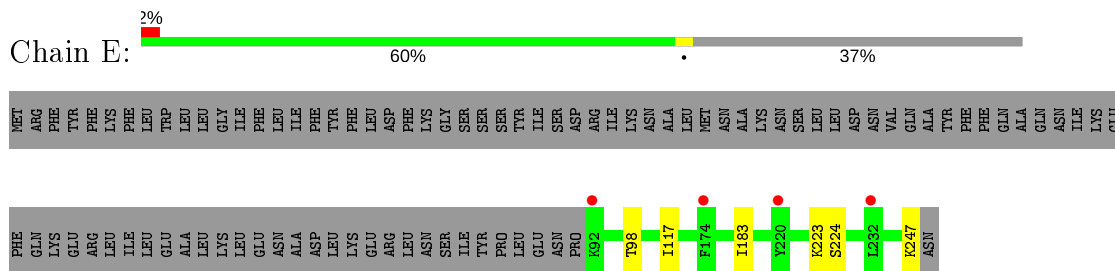 2%
Chain E:
60%
•
37%
MET ARG PHE TYR PHE LYS PHE LEU TRP LEU LEU GLY ILE PHE LEU ILE PHE TYR PHE LEU ASP PHE LYS GLY SER SER SER TYR ILE SER ASP ARG ILE LYS ASN ALA LEU MET ASN ALA LYS ASN SER LEU LEU ASP ASN VAL GLN ALA TYR PHE PHE GLN ALA GLN ASN ILE LYS GLU
PHE GLN LYS GLU ARG LEU ILE LEU GLU ALA LEU LYS LEU GLU ASN ALA ASP LEU LYS GLU ARG LEU ASN SER ILE TYR PRO LEU GLU ASN PRO K92 T98 I117 F174 I183 Y220 K223 S224 L232 K247 ASN